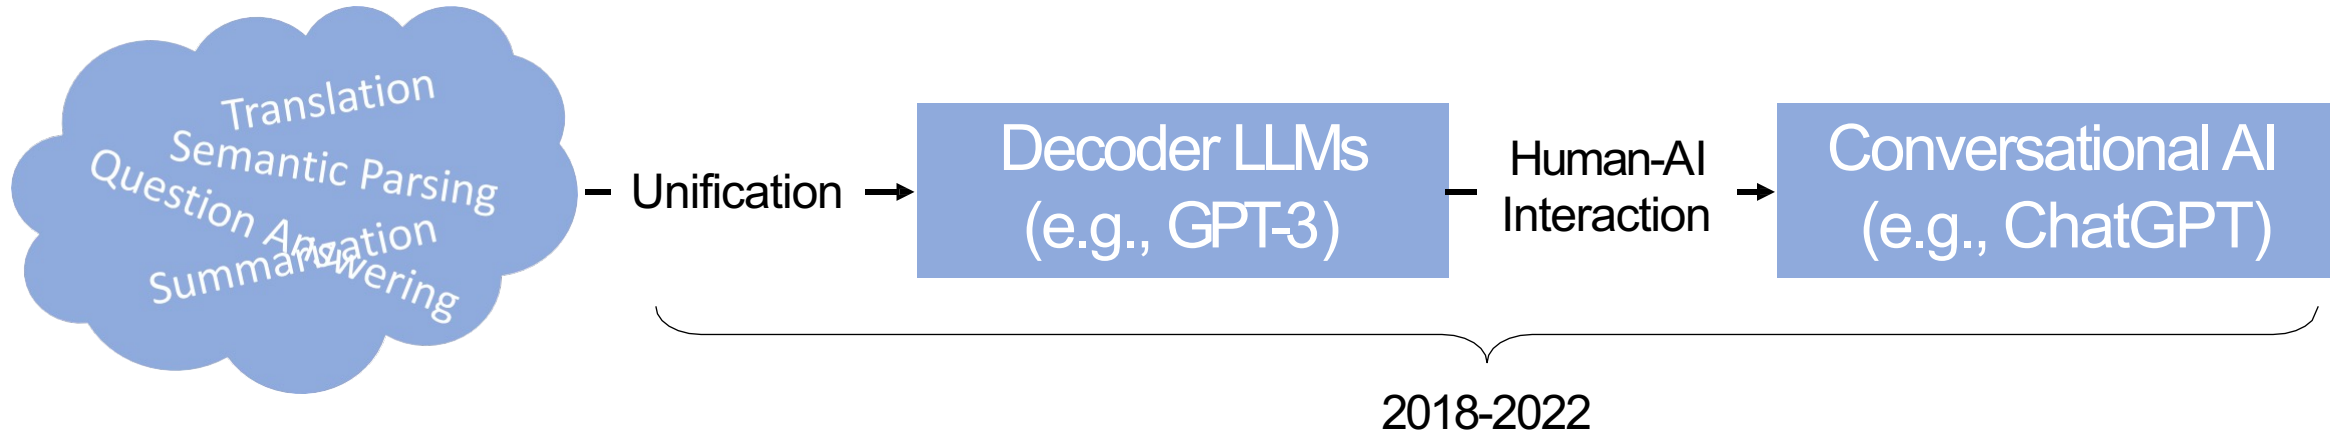 Translation
Semantic Parsing
Question Answering
Summarization
Unification
Decoder LLMs
(e.g., GPT-3)
Human-AI
Interaction
Conversational AI
(e.g., ChatGPT)
2018-2022